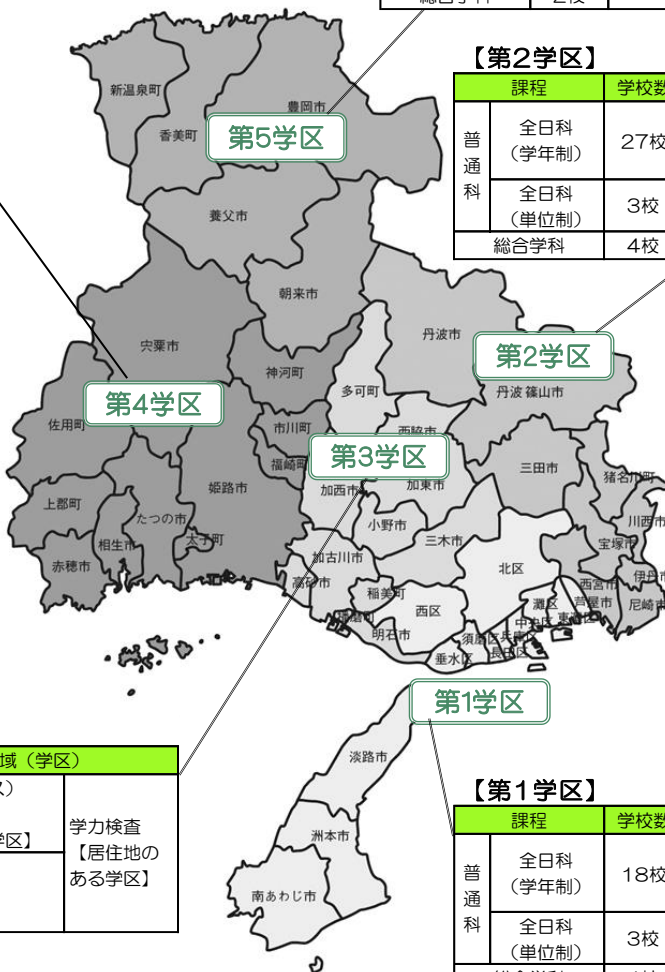 2校
【第2学区】
課程
学校数
普通科
全日科
（学年制）
27校
全日科
（単位制）
3校
総合学科
4校
新温泉町
香美町
豊岡市
第5学区
養父市
朝来市
宍粟市
神河町
丹波市
第2学区
多可町
丹波篠山市
第4学区
佐用町
市川町
西脇市
第3学区
福崎町
三田市
猪名川町
姫路市
加西市
加東市
上郡町
たつの市
小野市
川西市
相生市
太子町
三木市
宝塚市
赤穂市
加古川市
北区
伊丹市
高砂市
稲美町
西宮市
芦屋市
尼崎市
播磨町
西区
灘区
中央区
東灘区
明石市
須磨区
兵庫区
長田区
垂水区
第1学区
淡路市
洲本市
南あわじ市
域（学区）
学区】
学力検査
【居住地の
ある学区】
【第1学区】
課程
学校数
普通科
全日科
（学年制）
18校
全日科
（単位制）
3校